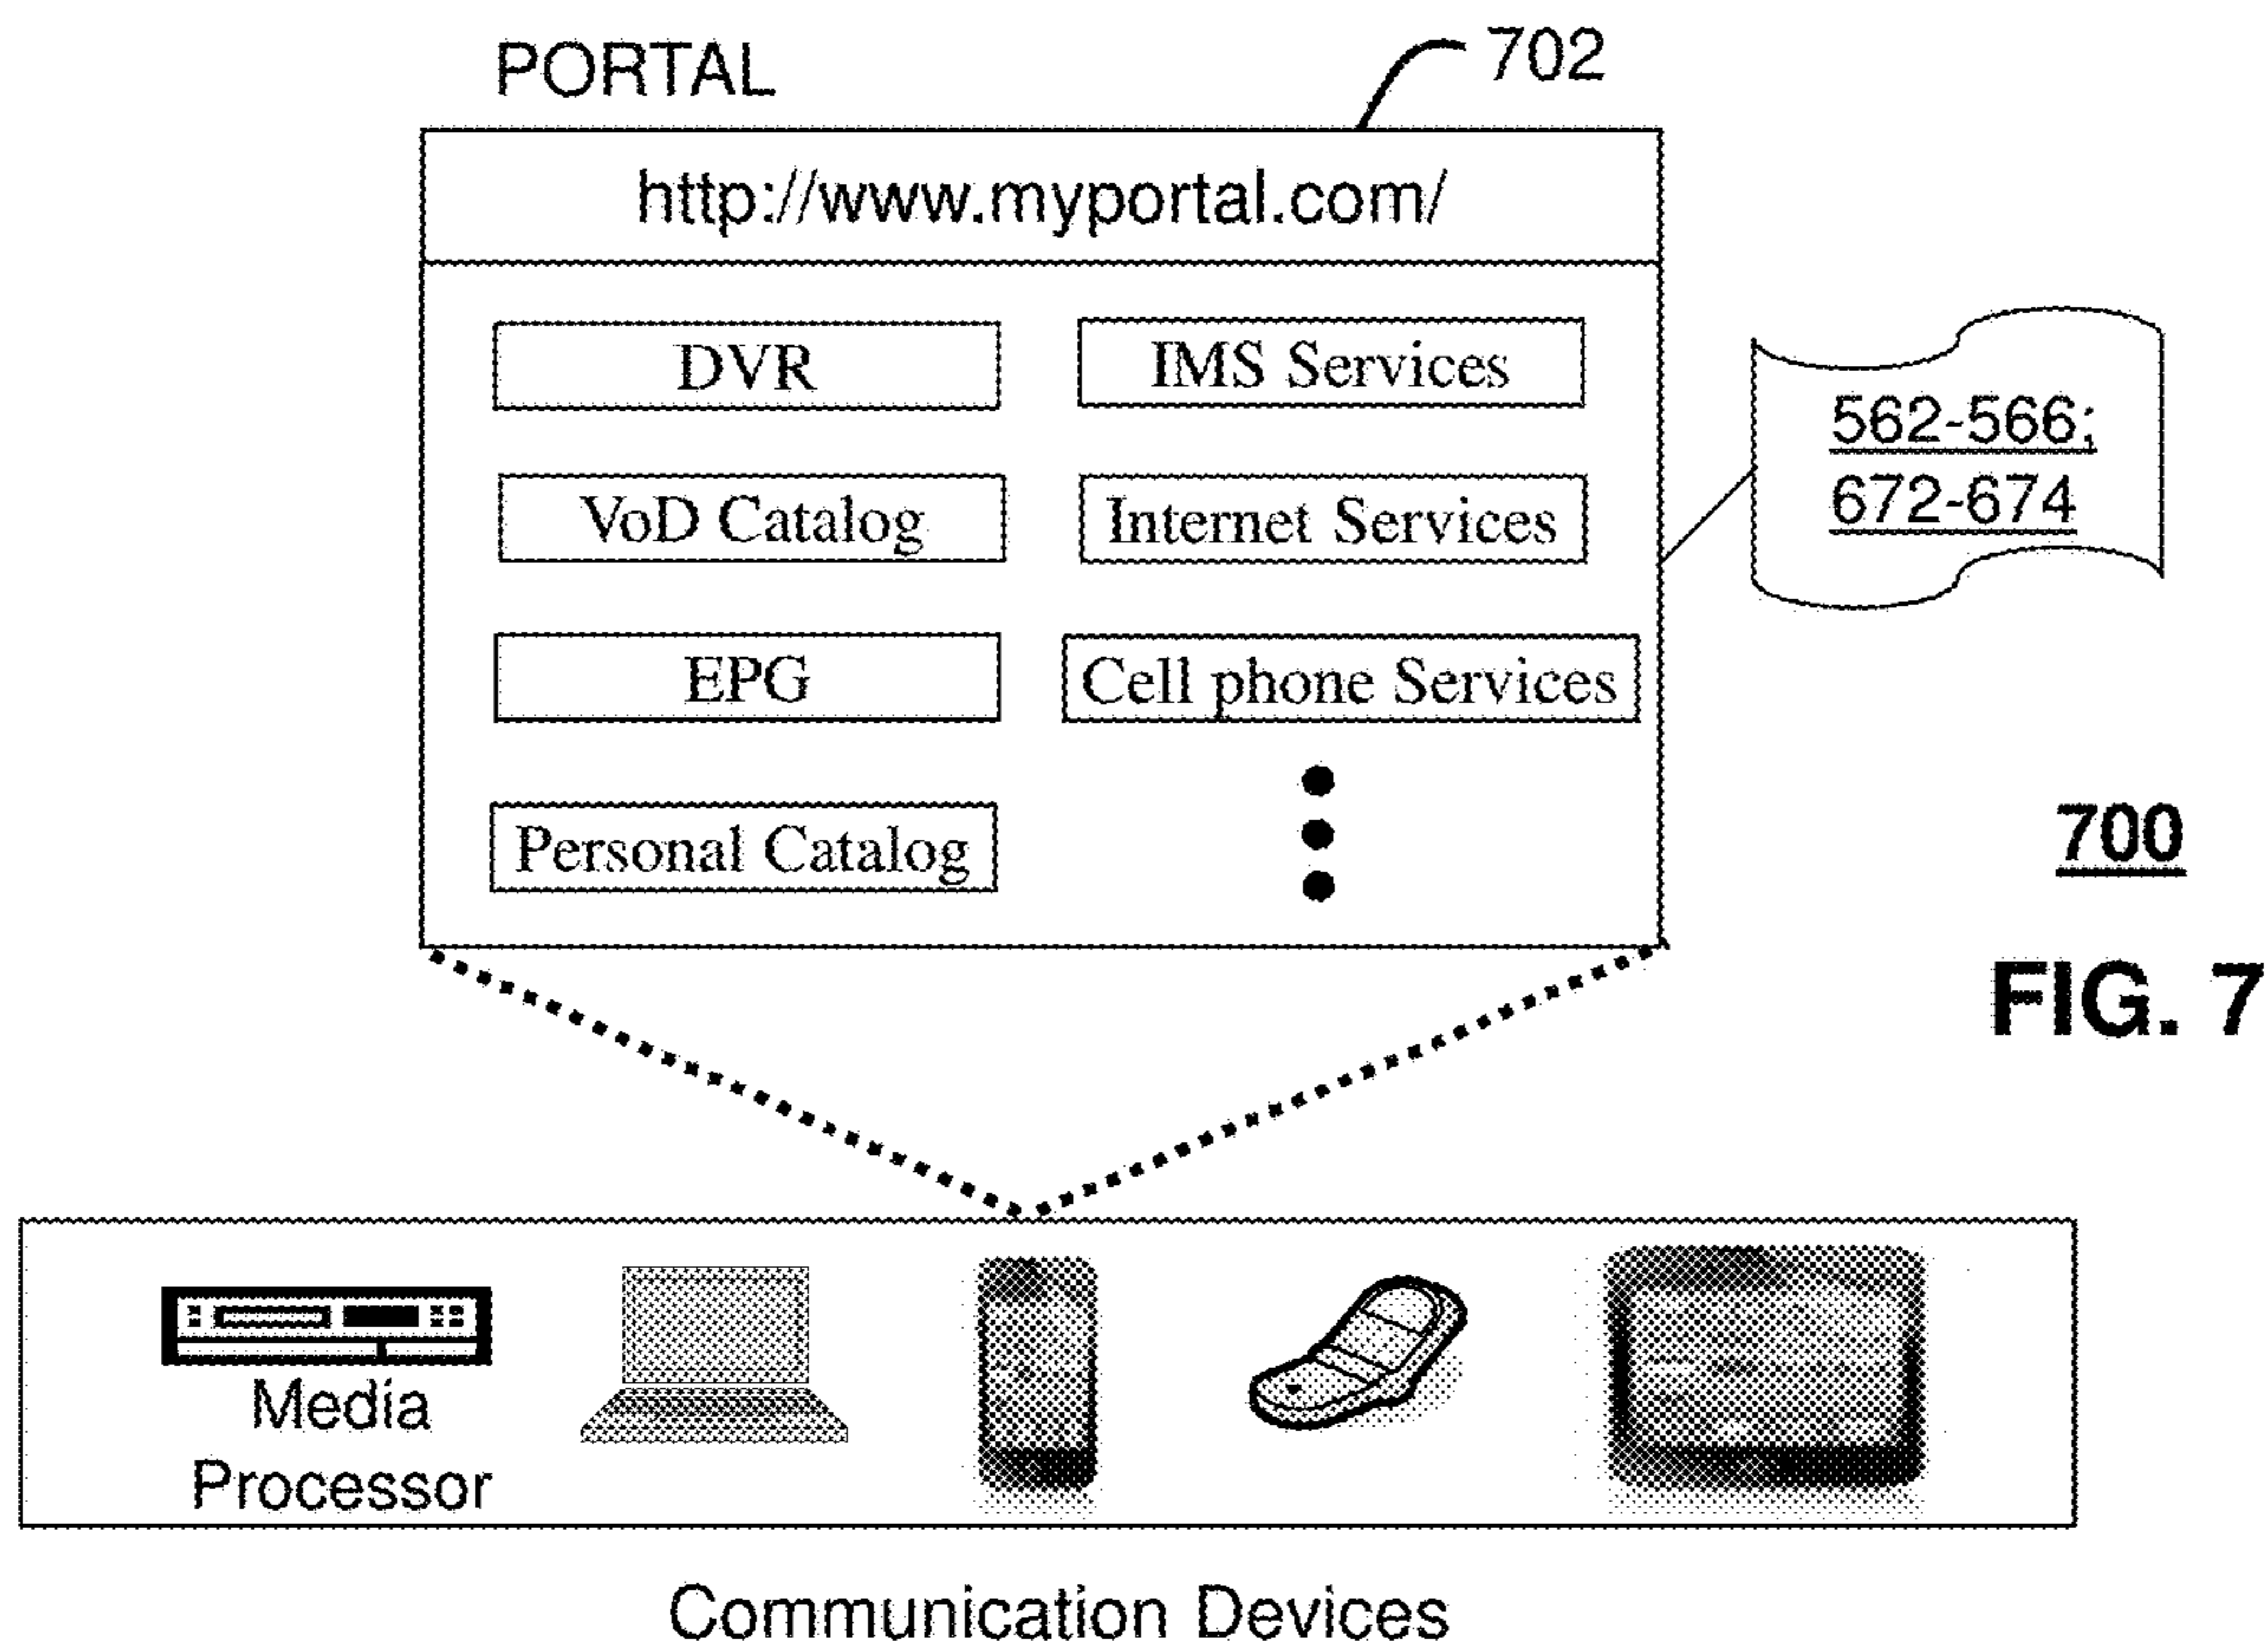 PORTAL
702
http://www.myportal.com/
DVR
IMS Services
VoD Catalog
Internet Services
EPG
Cell phone Services
Personal Catalog
562-566;
672-674
700
FIG. 7
Media
Processor
Communication Devices